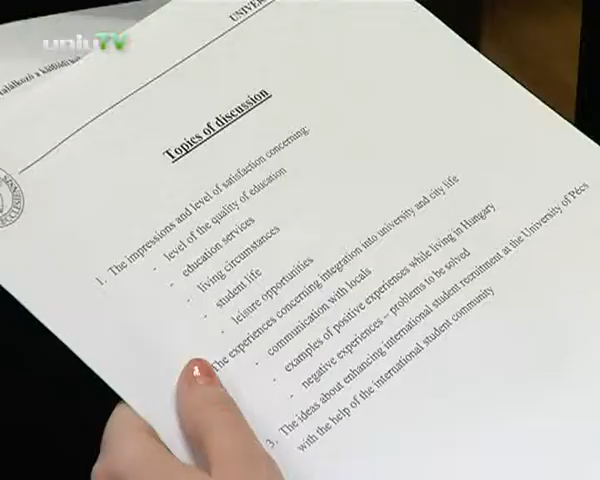 univTV
UNIVE
találkozó a külföldi
Topics of discussion
1. The impressions and level of satisfaction concerning:
- level of the quality of education
- education services
- living circumstances
- student life
- leisure opportunities
The experiences concerning integration into university and city life
- communication with locals
- examples of positive experiences while living in Hungary
- negative experiences – problems to be solved
3. The ideas about enhancing international student recruitment at the University of Pécs
with the help of the international student community